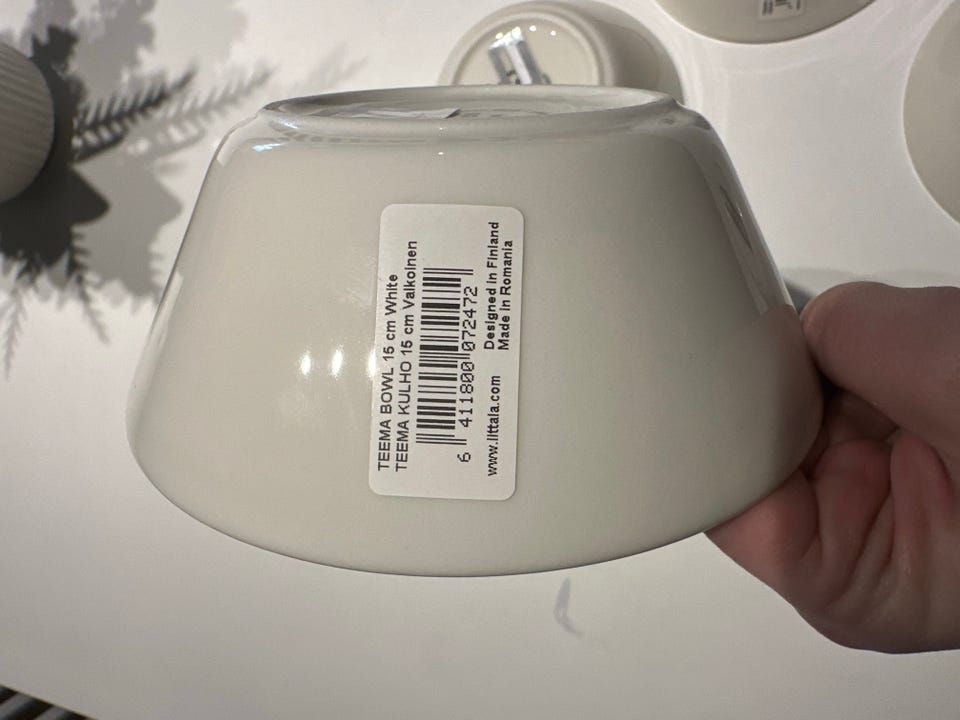 TEEMA BOWL 15 cm White
TEEMA KULHO 15 cm Valkoinen
6 411800 072472
www.iittala.com
Designed in Finland
Made in Romania